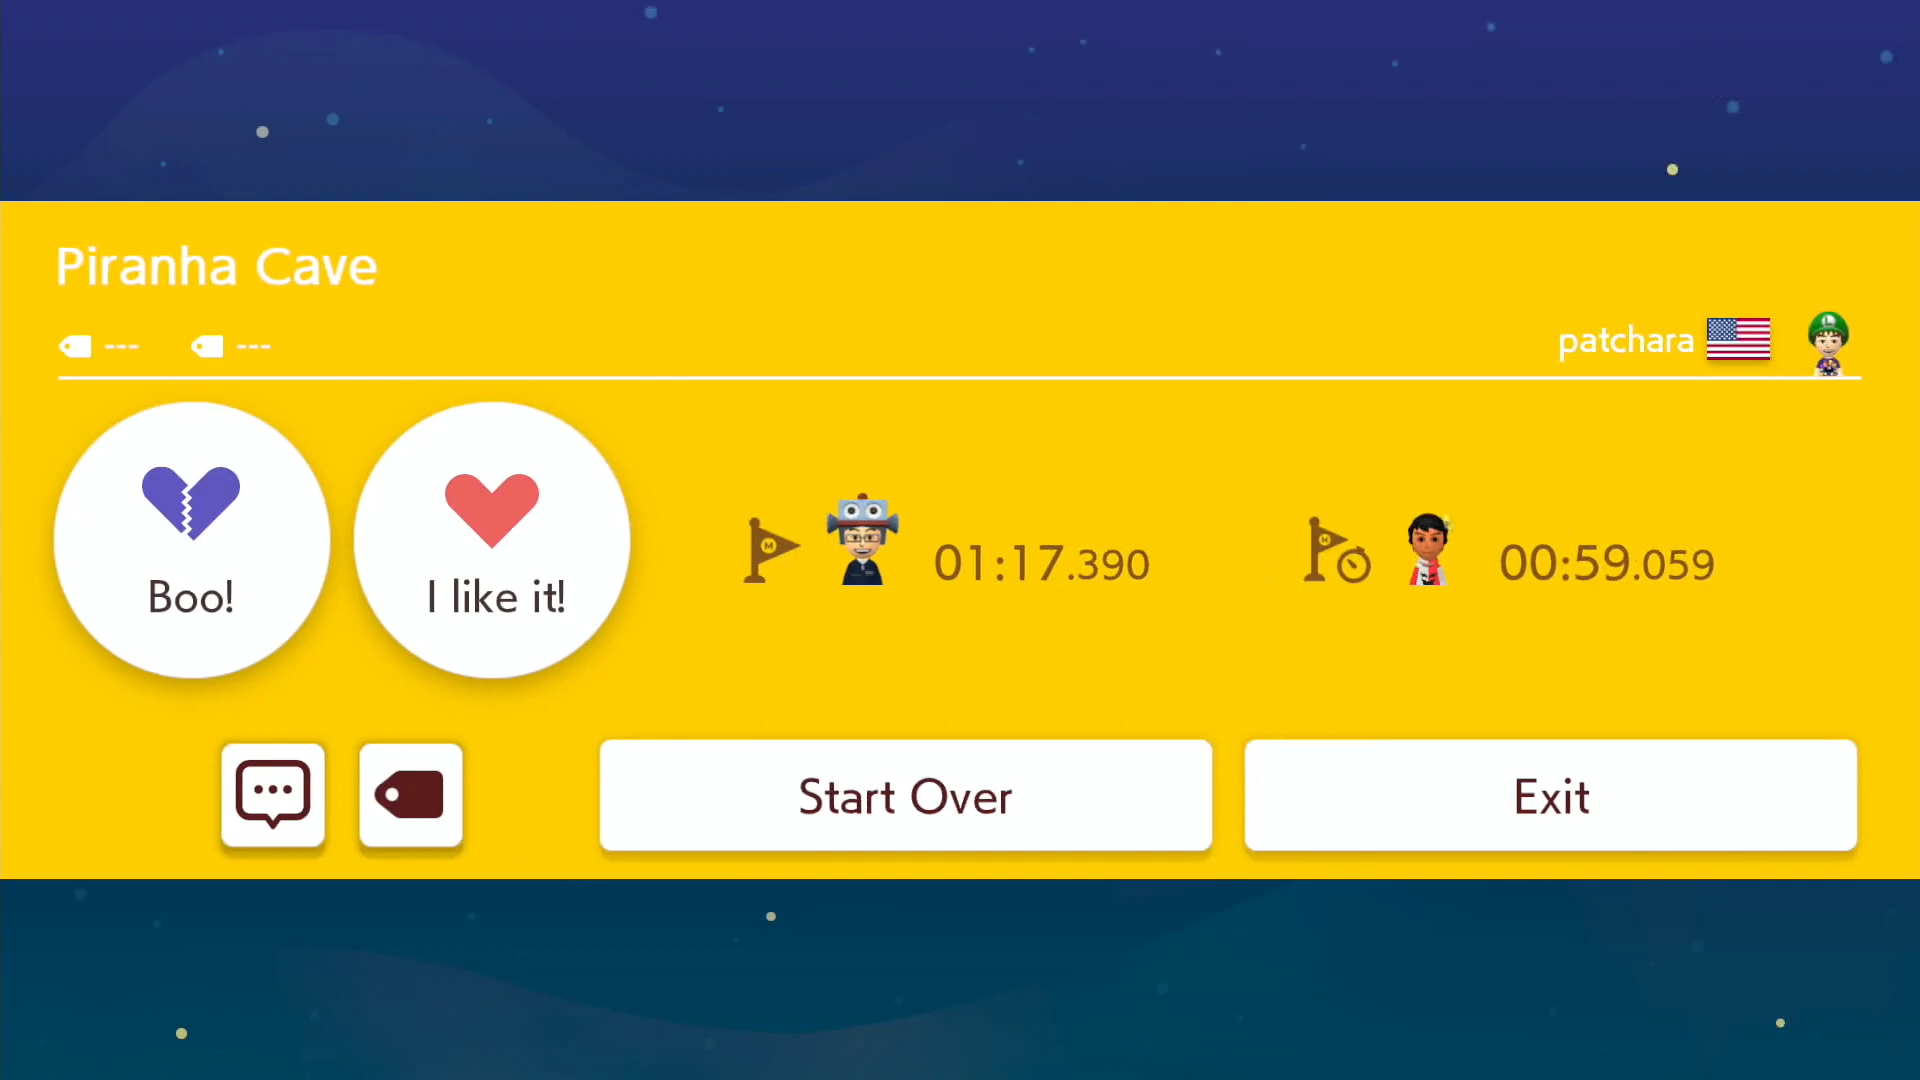 Piranha Cave
--- ---
patchara
Boo!
I like it!
01:17.390
00:59.059
Start Over
Exit